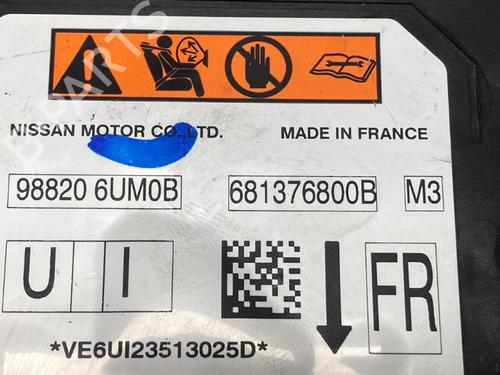 NISSAN MOTOR CO.,LTD. MADE IN FRANCE
98820 6UM0B 681376800B M3
U I FR
*VE6UI23513025D*